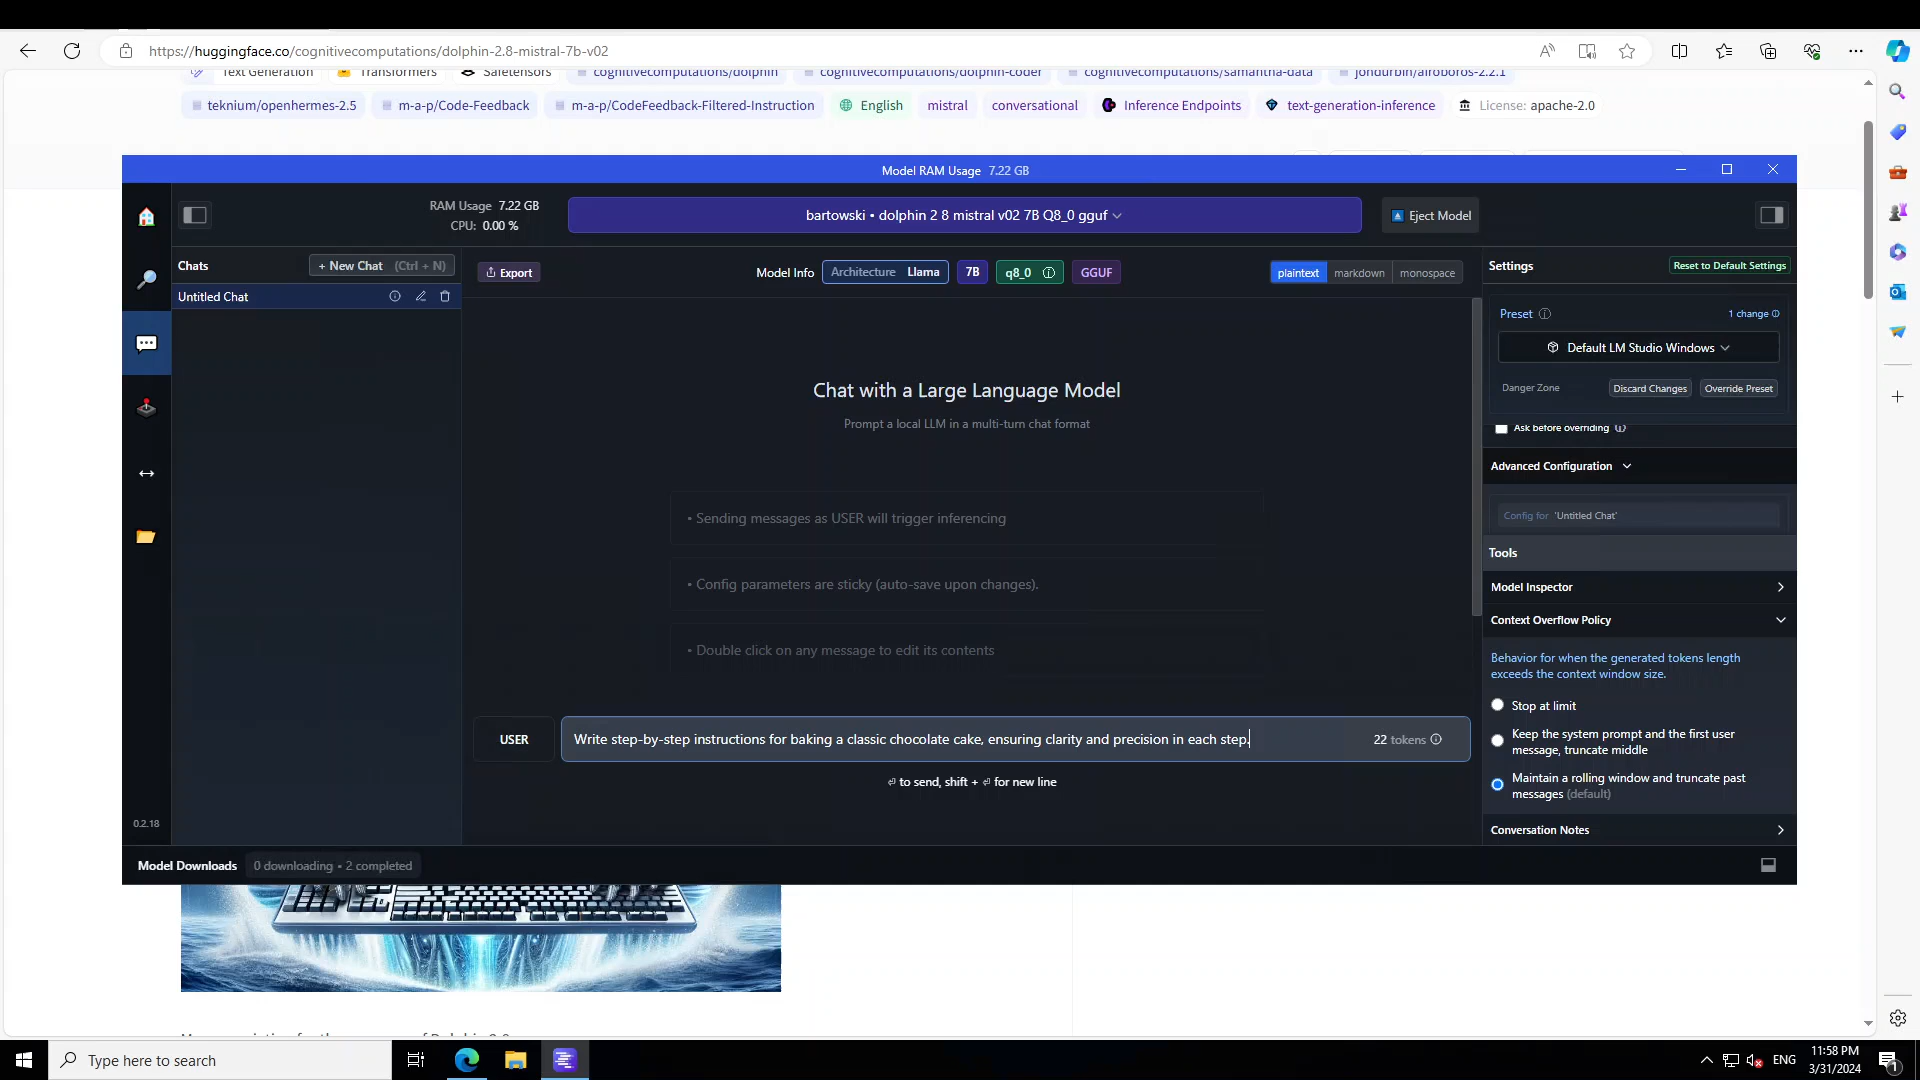 https://huggingface.co/cognitivecomputations/dolphin-2.8-mistral-7b-v02
Text Generation Transformers Safetensors cognitivecomputations/dolphin cognitivecomputations/dolphin-coder cognitivecomputations/samantha-data jondurbin/airoboros-2.2.1
teknium/openhermes-2.5 m-a-p/Code-Feedback m-a-p/CodeFeedback-Filtered-Instruction English mistral conversational Inference Endpoints text-generation-inference License: apache-2.0
Model RAM Usage 7.22 GB
RAM Usage 7.22 GB
CPU: 0.00 %
bartowski • dolphin 2 8 mistral v02 7B Q8_0 gguf
Eject Model
Chats
+ New Chat (Ctrl + N)
Untitled Chat
Export
Model Info Architecture Llama 7B q8_0 GGUF
plaintext markdown monospace
Chat with a Large Language Model
Prompt a local LLM in a multi-turn chat format
• Sending messages as USER will trigger inferencing
• Config parameters are sticky (auto-save upon changes).
• Double click on any message to edit its contents
USER
Write step-by-step instructions for baking a classic chocolate cake, ensuring clarity and precision in each step.
22 tokens
⏎ to send, shift + ⏎ for new line
Settings
Reset to Default Settings
Preset
1 change
Default LM Studio Windows
Danger Zone Discard Changes Override Preset
Ask before overriding
Advanced Configuration
Config for 'Untitled Chat'
Tools
Model Inspector
Context Overflow Policy
Behavior for when the generated tokens length
exceeds the context window size.
Stop at limit
Keep the system prompt and the first user
message, truncate middle
Maintain a rolling window and truncate past
messages (default)
Conversation Notes
0.2.18
Model Downloads 0 downloading • 2 completed
Type here to search
ENG
11:58 PM
3/31/2024
1